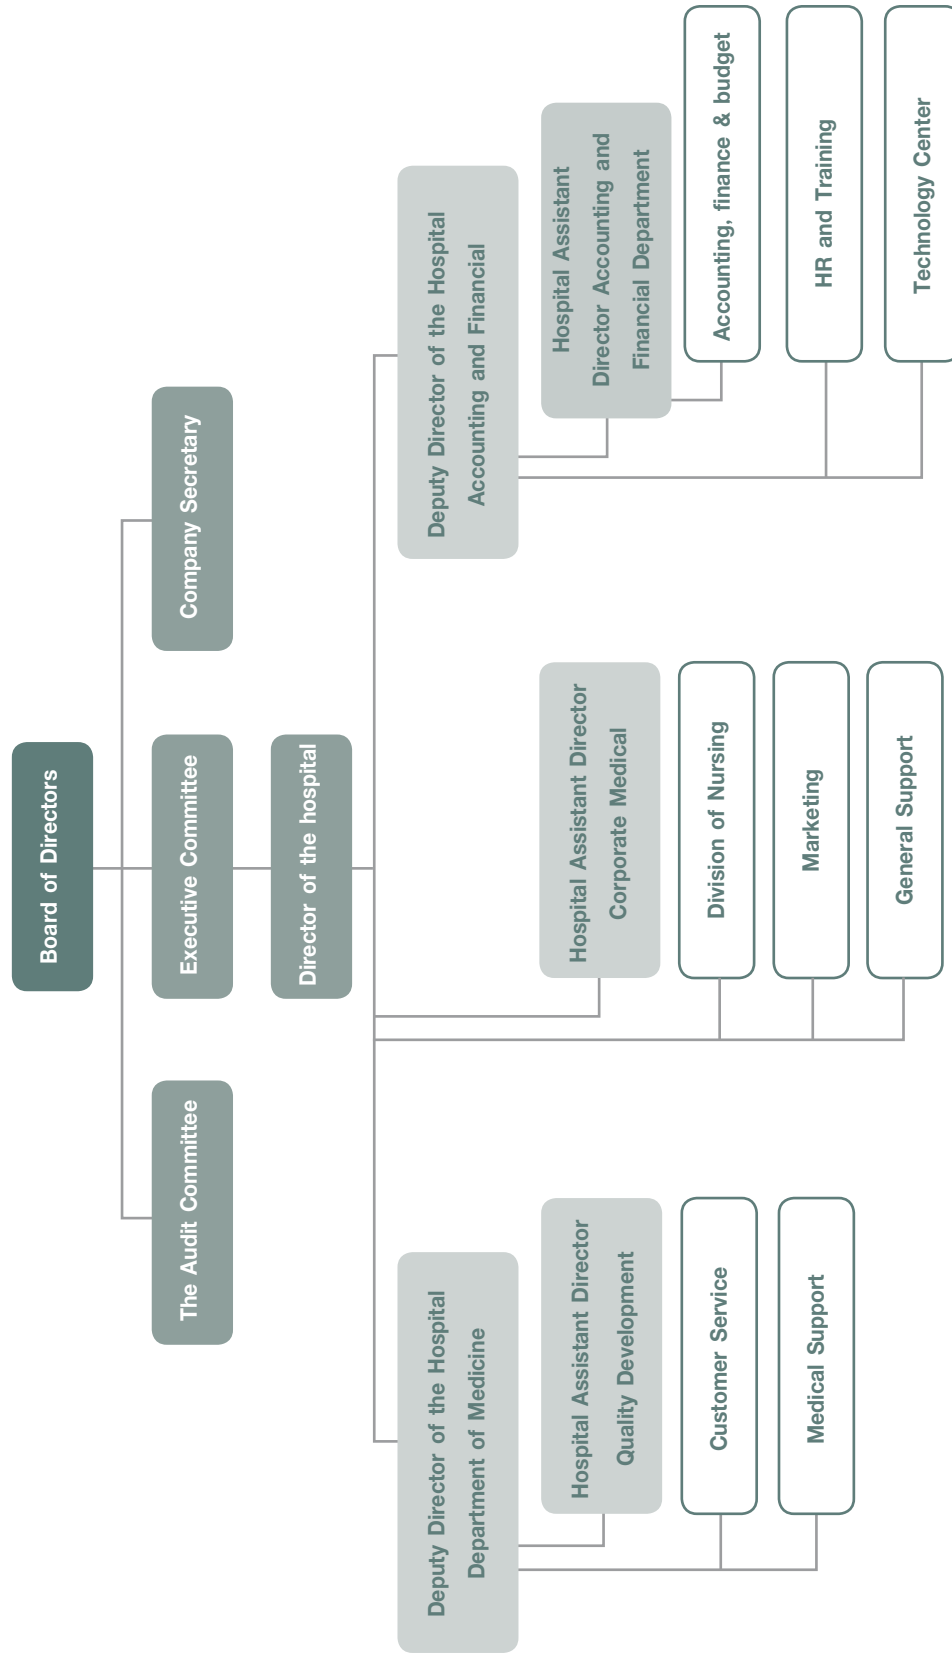 Board of Directors
The Audit Committee
Executive Committee
Company Secretary
Director of the hospital
Deputy Director of the Hospital
Department of Medicine
Deputy Director of the Hospital
Accounting and Financial
Hospital Assistant Director
Quality Development
Customer Service
Medical Support
Hospital Assistant Director
Corporate Medical
Division of Nursing
Marketing
General Support
Hospital Assistant
Director Accounting and
Financial Department
Accounting, finance & budget
HR and Training
Technology Center